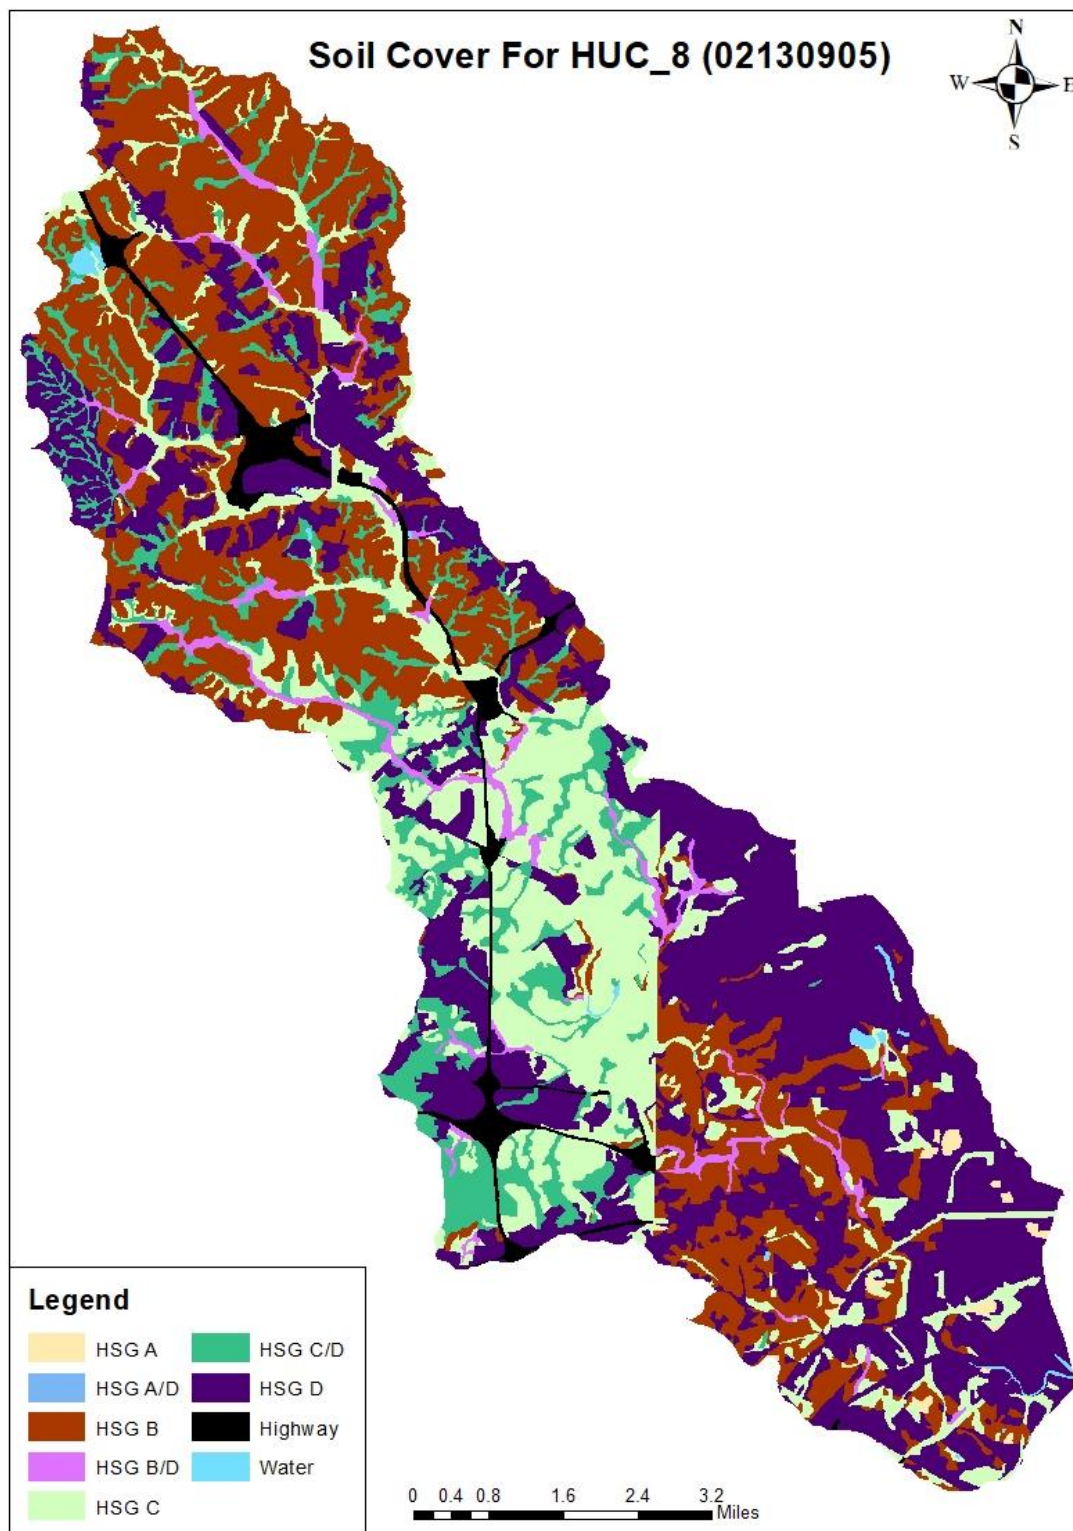 Soil Cover For HUC_8 (02130905)
N
W
E
S
Legend
HSG A
HSG A/D
HSG B
HSG B/D
HSG C
HSG C/D
HSG D
Highway
Water
0 0.4 0.8 1.6 2.4 3.2
Miles